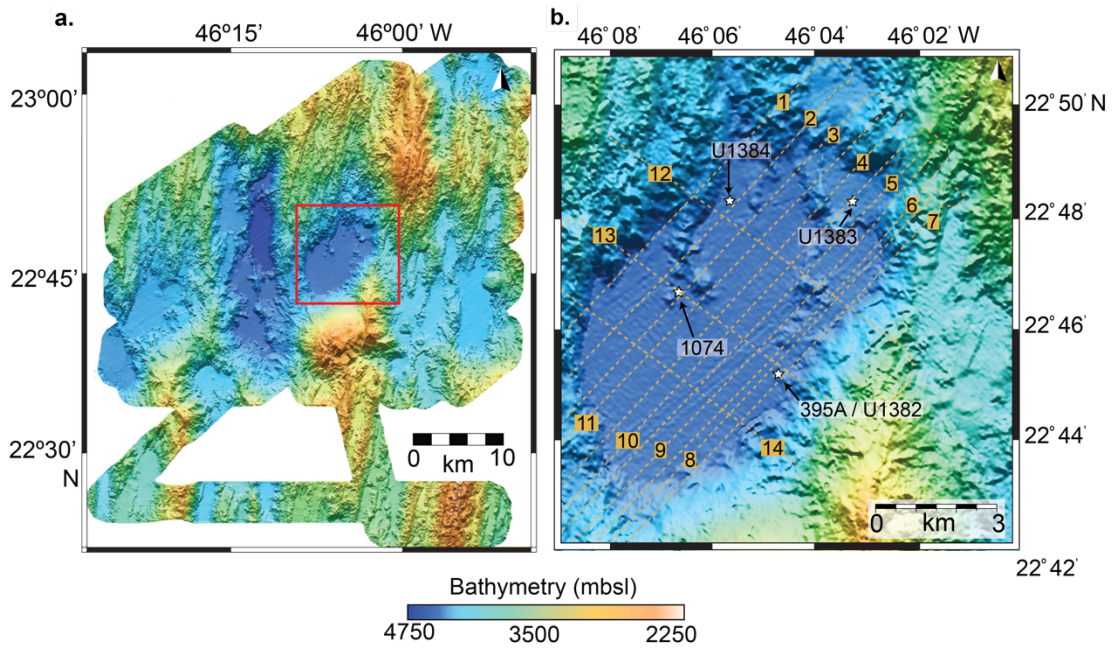 a.
46º15'
46º00' W
23º00'
22º45'
22º30'
N
0
10
km
b.
46° 08'
46° 06'
46° 04'
46° 02' W
22° 50' N
22° 48'
22° 46'
22° 44'
22° 42'
1
2
3
4
5
6
7
12
13
U1384
U1383
1074
395A / U1382
11
10
9
8
14
0
km
3
Bathymetry (mbsl)
4750
3500
2250